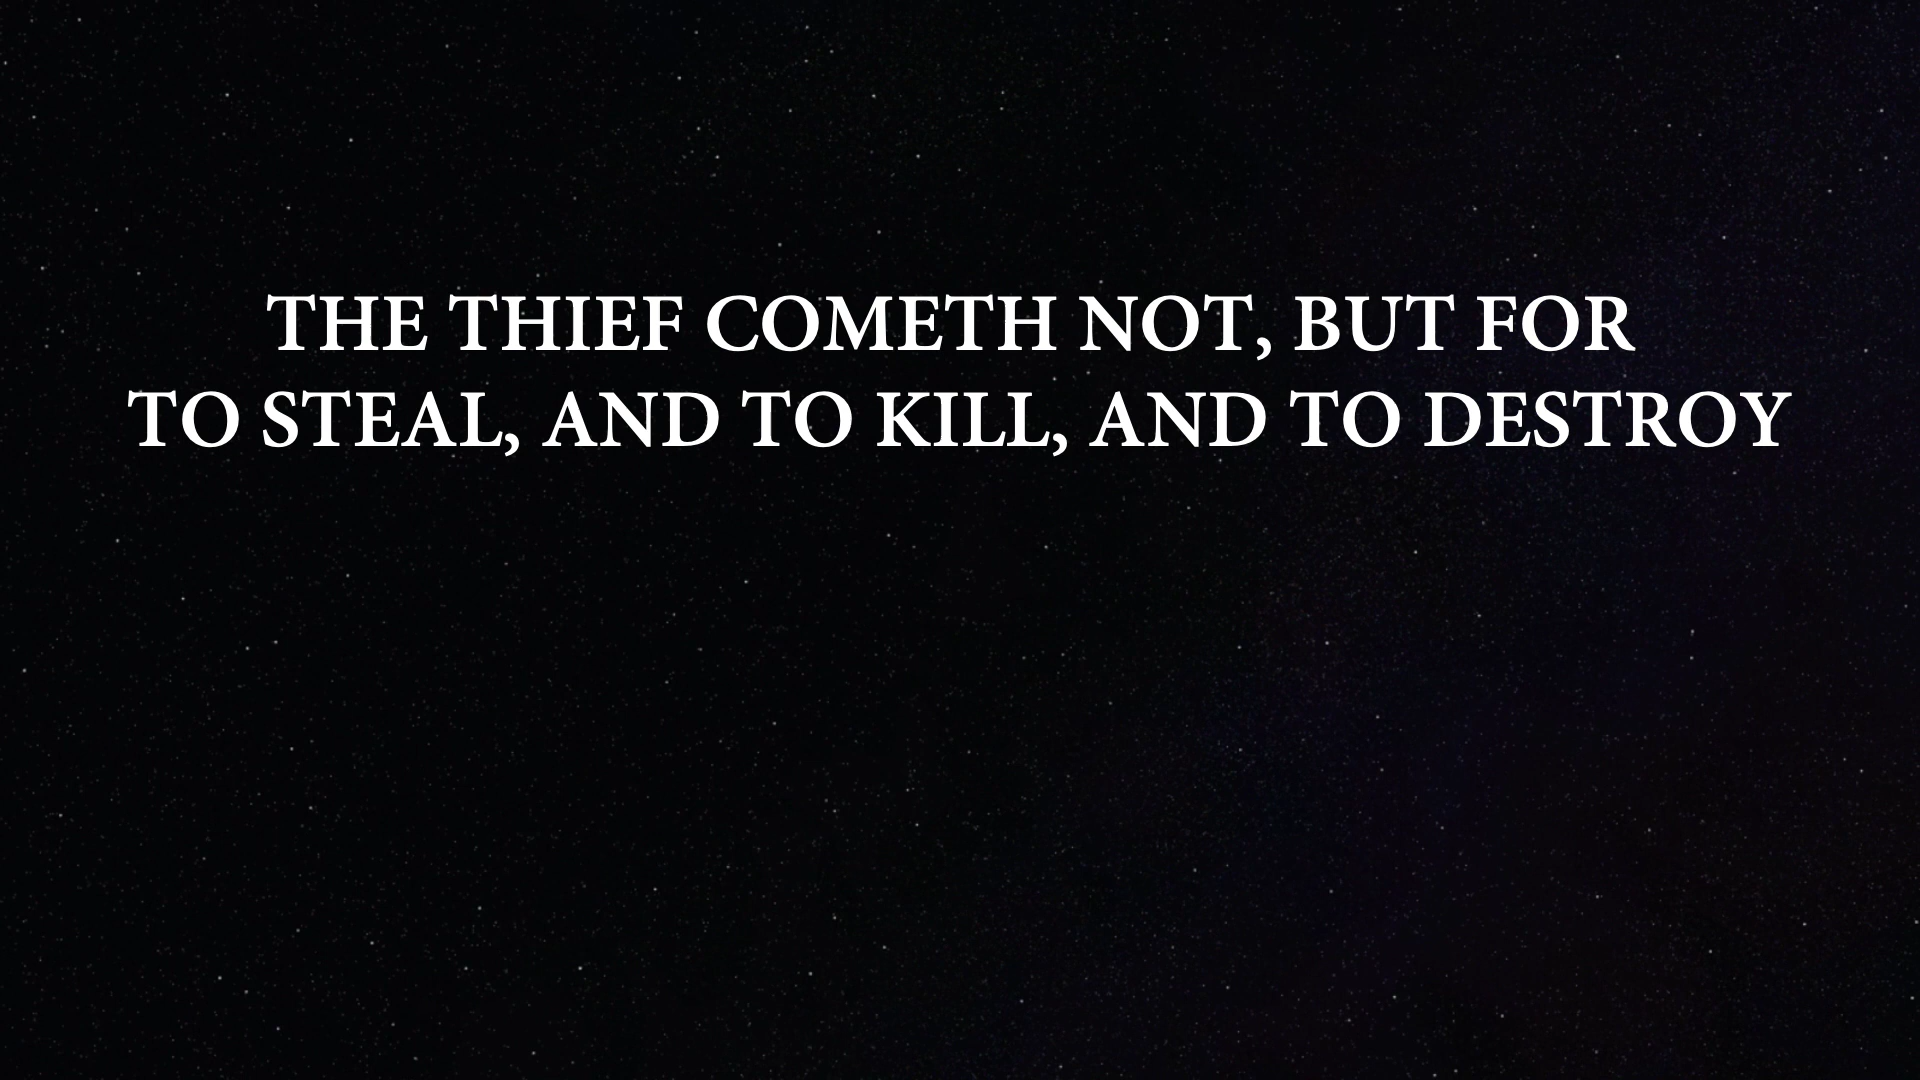 THE THIEF COMETH NOT, BUT FOR
TO STEAL, AND TO KILL, AND TO DESTROY